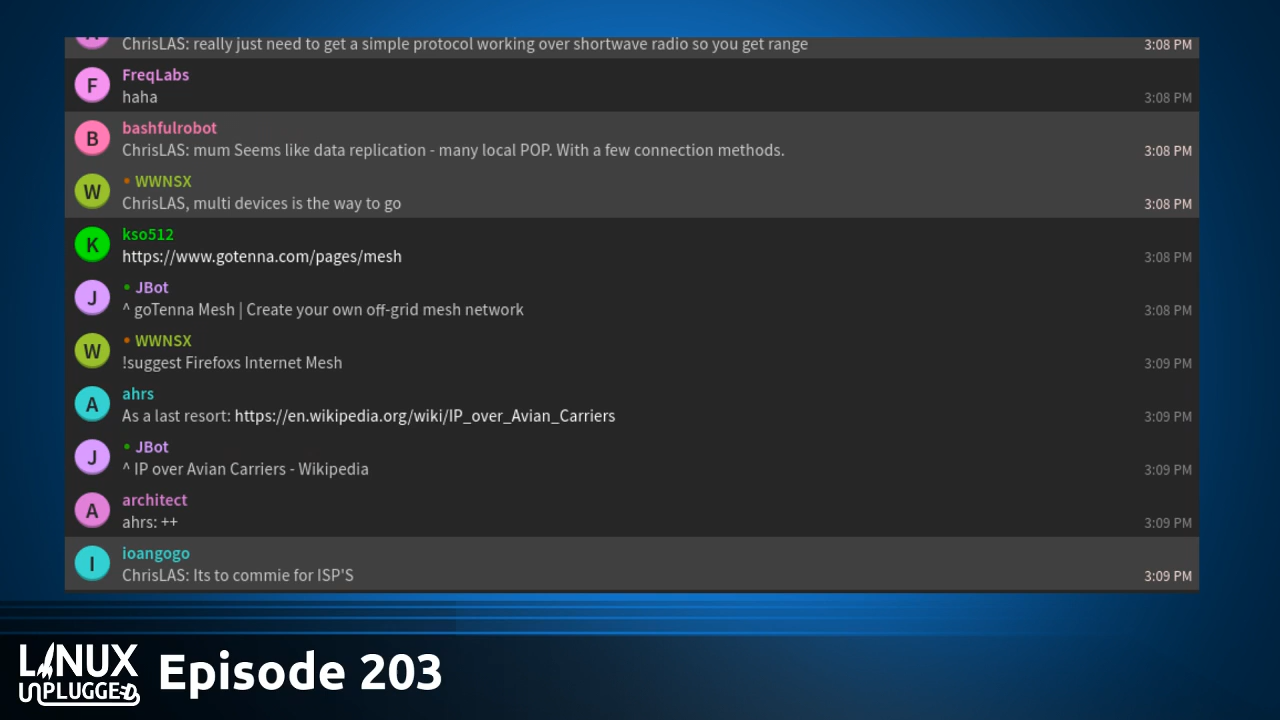 ChrisLAS: really just need to get a simple protocol working over shortwave radio so you get range 3:08 PM
F FreqLabs
haha 3:08 PM
B bashfulrobot
ChrisLAS: mum Seems like data replication - many local POP. With a few connection methods. 3:08 PM
W • WWNSX
ChrisLAS, multi devices is the way to go 3:08 PM
K kso512
https://www.gotenna.com/pages/mesh 3:08 PM
J • JBot
^ goTenna Mesh | Create your own off-grid mesh network 3:08 PM
W • WWNSX
!suggest Firefoxs Internet Mesh 3:09 PM
A ahrs
As a last resort: https://en.wikipedia.org/wiki/IP_over_Avian_Carriers 3:09 PM
J • JBot
^ IP over Avian Carriers - Wikipedia 3:09 PM
A architect
ahrs: ++ 3:09 PM
I ioangogo
ChrisLAS: Its to commie for ISP'S 3:09 PM
LINUX
UNPLUGGED
Episode 203